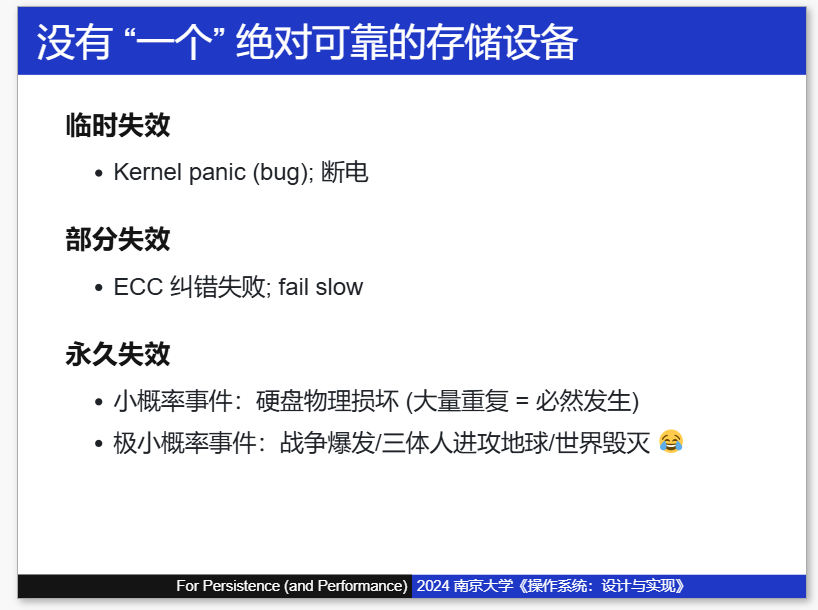 没有 “一个” 绝对可靠的存储设备
临时失效
• Kernel panic (bug); 断电
部分失效
• ECC 纠错失败; fail slow
永久失效
• 小概率事件：硬盘物理损坏 (大量重复 = 必然发生)
• 极小概率事件：战争爆发/三体人进攻地球/世界毁灭 😂
For Persistence (and Performance) 2024 南京大学《操作系统：设计与实现》